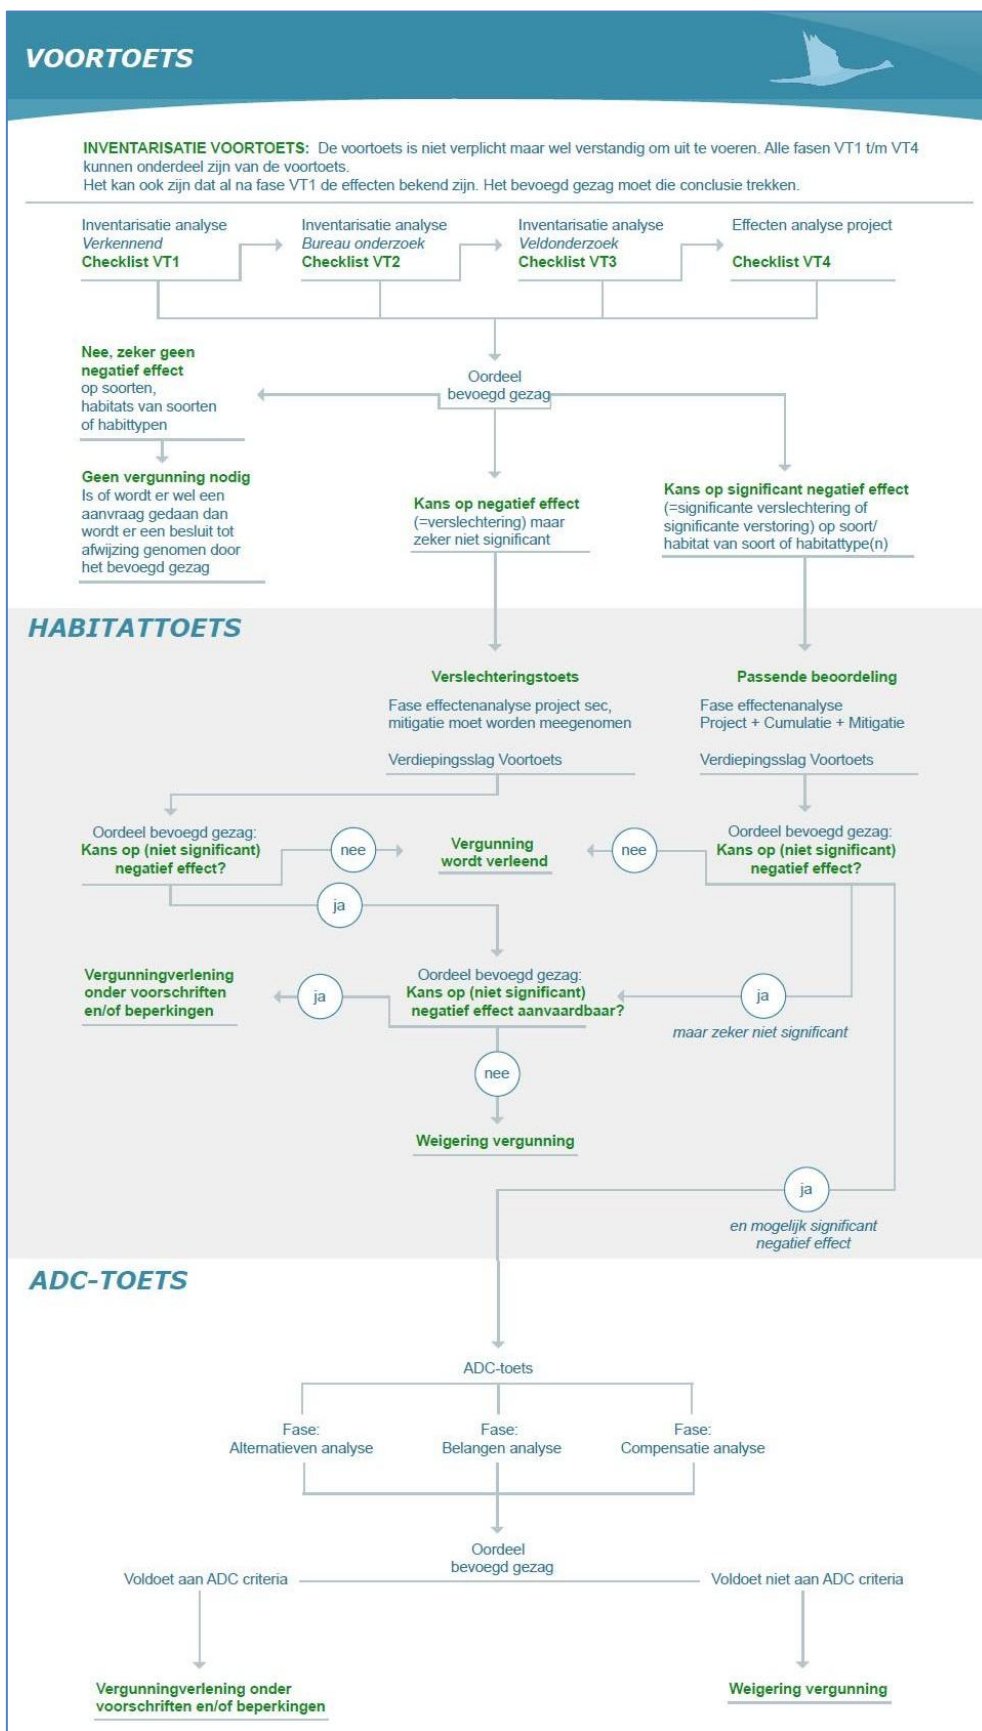 VOORTOETS
INVENTARISATIE VOORTOETS: De voortoets is niet verplicht maar wel verstandig om uit te voeren. Alle fasen VT1 t/m VT4
kunnen onderdeel zijn van de voortoets.
Het kan ook zijn dat al na fase VT1 de effecten bekend zijn. Het bevoegd gezag moet die conclusie trekken.
Inventarisatie analyse
Verkennend
Checklist VT1
Inventarisatie analyse
Bureau onderzoek
Checklist VT2
Inventarisatie analyse
Veldonderzoek
Checklist VT3
Effecten analyse project
Checklist VT4
Oordeel
bevoegd gezag
Nee, zeker geen
negatief effect
op soorten,
habitats van soorten
of habittypen
Geen vergunning nodig
Is of wordt er wel een
aanvraag gedaan dan
wordt er een besluit tot
afwijzing genomen door
het bevoegd gezag
Kans op negatief effect
(=verslechtering) maar
zeker niet significant
Kans op significant negatief effect
(=significante verslechtering of
significante verstoring) op soort/
habitat van soort of habitattype(n)
HABITATTOETS
Verslechteringstoets
Fase effectenanalyse project sec,
mitigatie moet worden meegenomen
Verdiepingsslag Voortoets
Passende beoordeling
Fase effectenanalyse
Project + Cumulatie + Mitigatie
Verdiepingsslag Voortoets
Oordeel bevoegd gezag:
Kans op (niet significant)
negatief effect?
nee
Vergunning
wordt verleend
nee
Oordeel bevoegd gezag:
Kans op (niet significant)
negatief effect?
ja
Vergunningverlening
onder voorschriften
en/of beperkingen
ja
Oordeel bevoegd gezag:
Kans op (niet significant)
negatief effect aanvaardbaar?
ja
maar zeker niet significant
nee
Weigering vergunning
ja
en mogelijk significant
negatief effect
ADC-TOETS
ADC-toets
Fase:
Alternatieven analyse
Fase:
Belangen analyse
Fase:
Compensatie analyse
Oordeel
bevoegd gezag
Voldoet aan ADC criteria
Voldoet niet aan ADC criteria
Vergunningverlening onder
voorschriften en/of beperkingen
Weigering vergunning